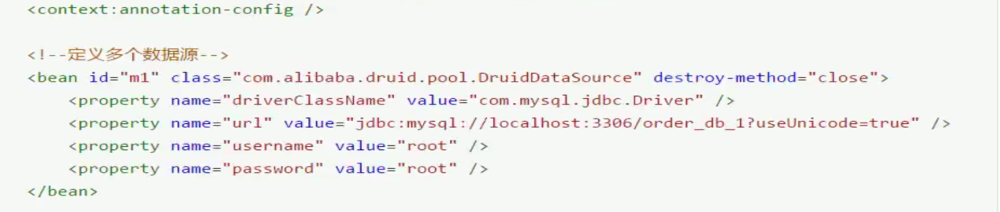 <context:annotation-config />
<!--定义多个数据源-->
<bean id="m1" class="com.alibaba.druid.pool.DruidDataSource" destroy-method="close">
<property name="driverClassName" value="com.mysql.jdbc.Driver" />
<property name="url" value="jdbc:mysql://localhost:3306/order_db_1?useUnicode=true" />
<property name="username" value="root" />
<property name="password" value="root" />
</bean>